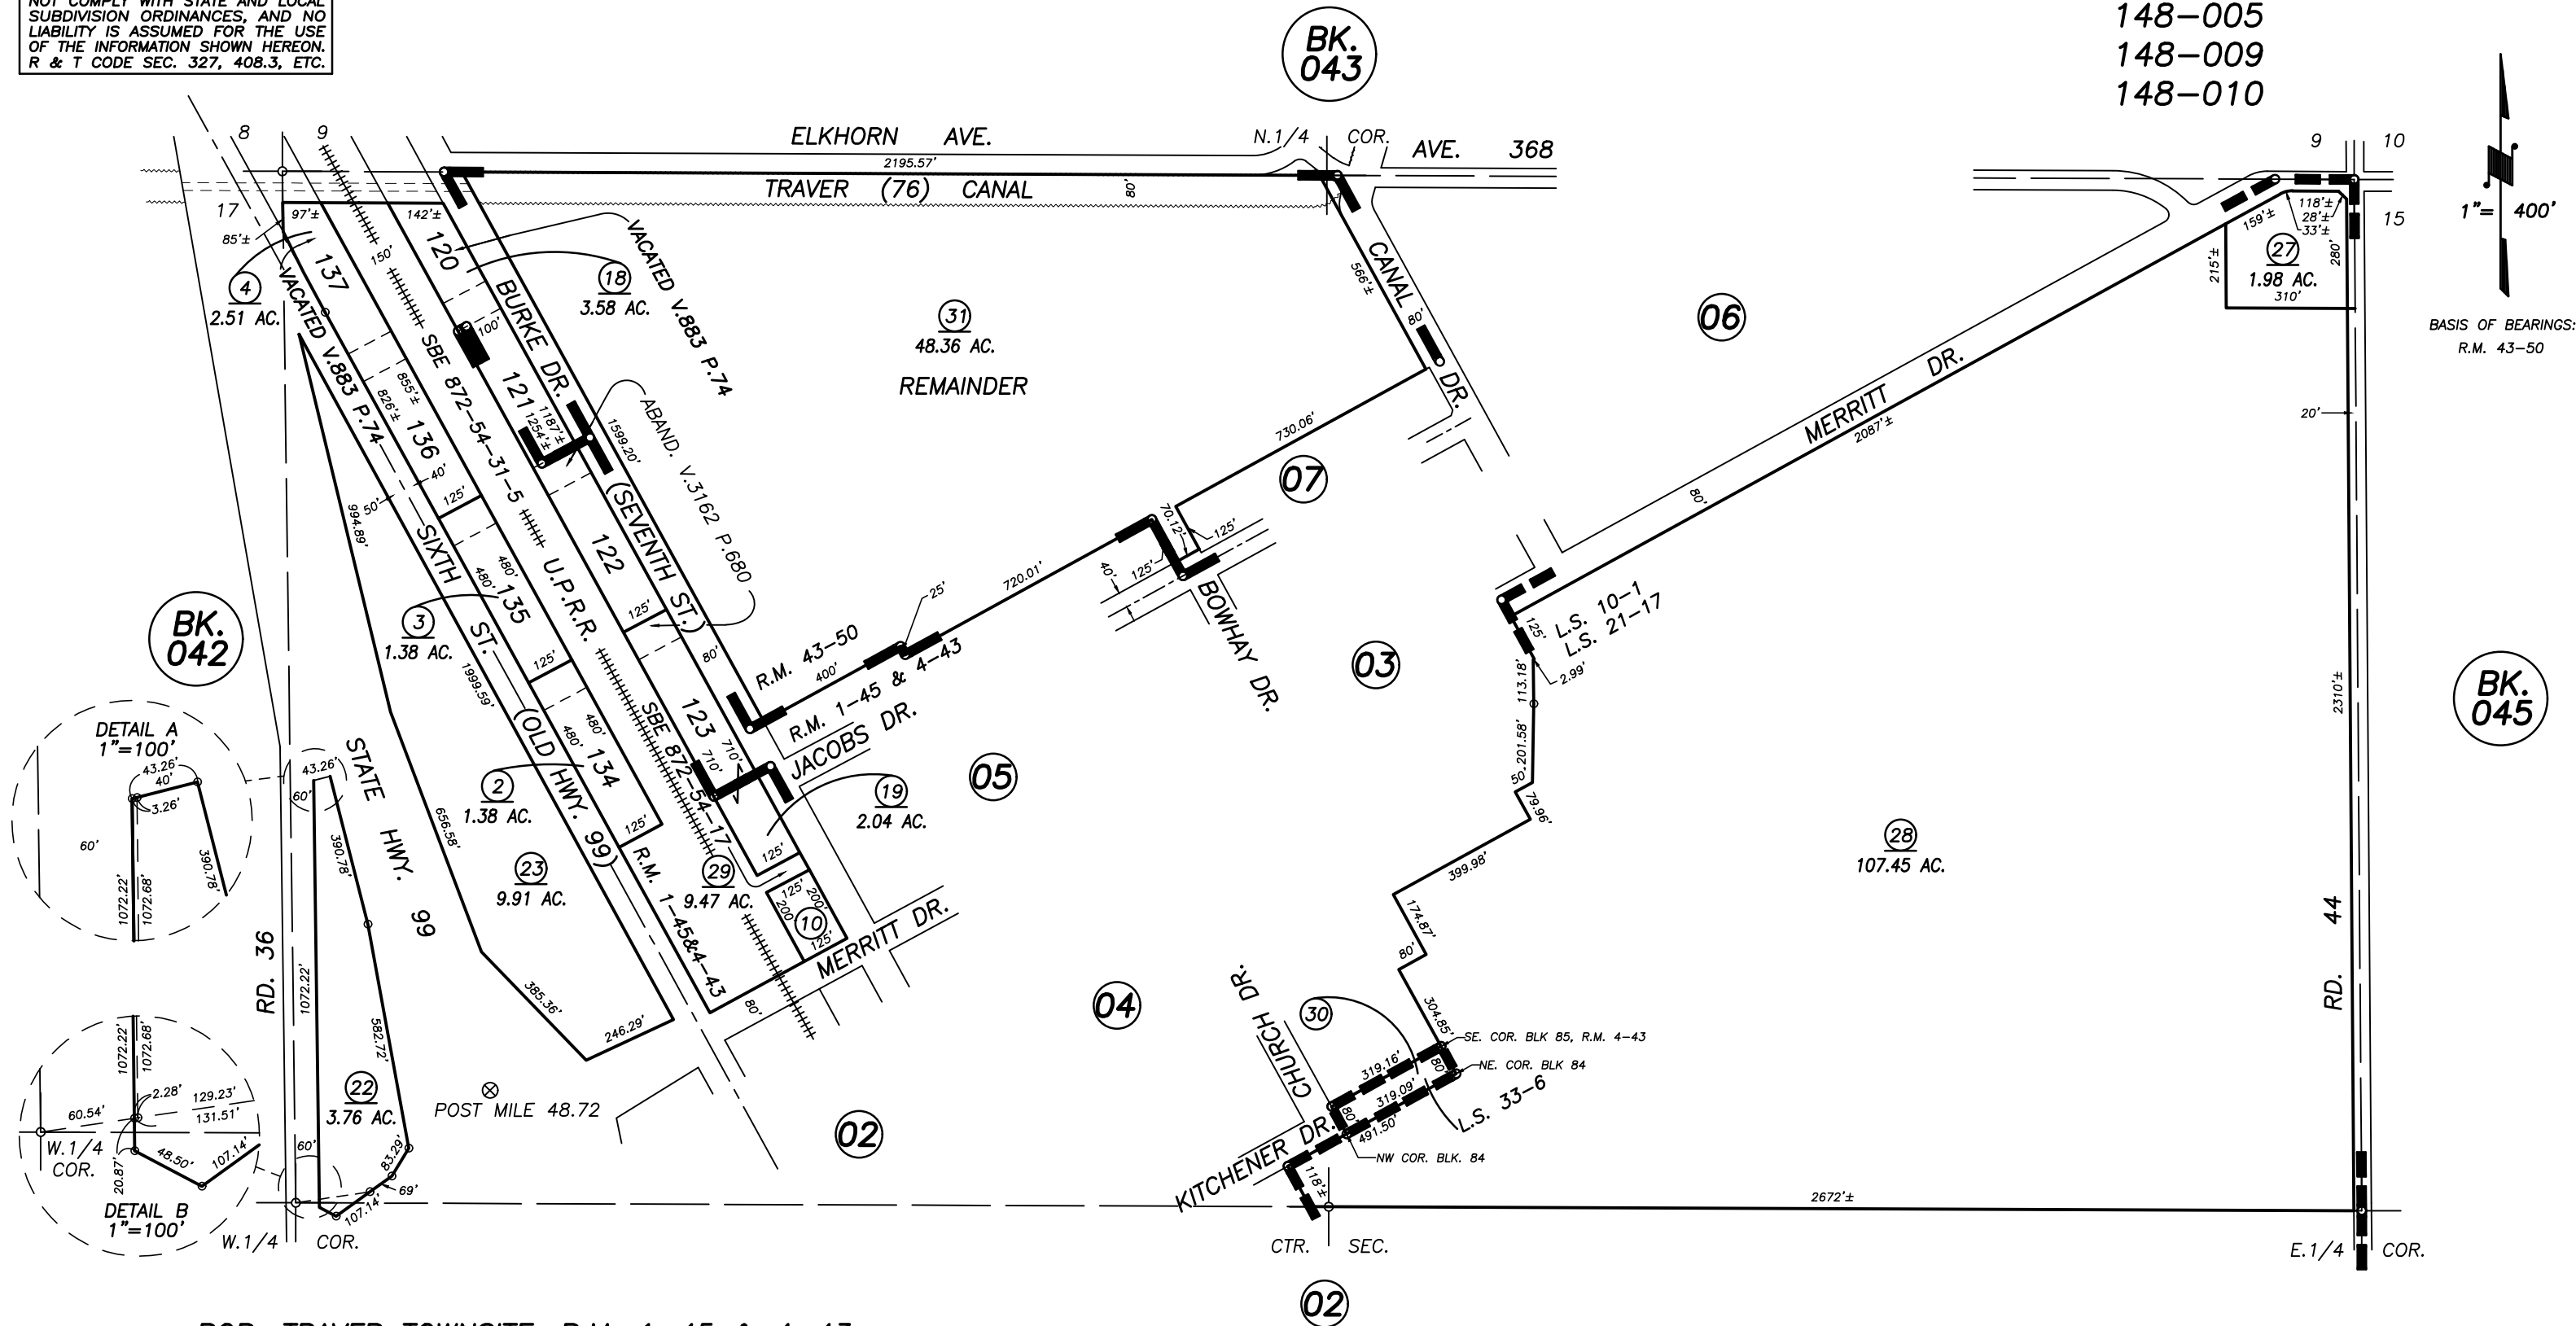 NOT COMPLY WITH STATE AND LOCAL
SUBDIVISION ORDINANCES, AND NO
LIABILITY IS ASSUMED FOR THE USE
OF THE INFORMATION SHOWN HEREON.
R & T CODE SEC. 327, 408.3, ETC.
BK.
043
148-005
148-009
148-010
1"= 400'
BASIS OF BEARINGS:
R.M. 43-50
8
9
17
ELKHORN AVE.
2195.57'
TRAVER (76) CANAL
80'
N.1/4 COR.
AVE. 368
9
10
15
97'±
142'±
85'±
150'
137
120
4
2.51 AC.
VACATED V.883 P.74
18
3.58 AC.
VACATED V.883 P.74
BURKE DR.
(SEVENTH ST.)
31
48.36 AC.
REMAINDER
CANAL DR.
566'±
80'
06
MERRITT DR.
2087'±
80'
159'±
118'±
28'±
33'±
27
1.98 AC.
215'±
280'
310'
20'
100'
121
1187'±
1254'±
1599.20'
ABAND. V.3162 P.680
SBE 872-54-31-5
U.P.R.R.
SBE 872-54-17
855'±
826'±
136
40'
50'
125'
994.89'
SIXTH ST. (OLD HWY. 99)
480'
480'
135
122
125'
125'
80'
3
1.38 AC.
1999.59'
480'
480'
134
123
710'
710'
2
1.38 AC.
125'
BK.
042
730.06'
07
70.12'
125'
125'
40'
720.01'
25'
BOWHAY DR.
R.M. 43-50
400'
R.M. 1-45 & 4-43
JACOBS DR.
05
19
2.04 AC.
03
L.S. 10-1
L.S. 21-17
125'
2.99'
113.18'
201.58'
50'
79.96'
399.98'
174.87'
80'
304.85'
28
107.45 AC.
2310'±
RD. 44
BK.
045
DETAIL A
1"=100'
43.26'
40'
3.26'
60'
390.78'
1072.22'
1072.68'
43.26'
60'
STATE HWY. 99
390.78'
656.58'
23
9.91 AC.
R.M. 1-45&4-43
29
9.47 AC.
125'
125'
200'
200'
10
125'
MERRITT DR.
80'
RD. 36
1072.22'
582.72'
385.36'
246.29'
04
CHURCH DR.
30
SE. COR. BLK 85, R.M. 4-43
NE. COR. BLK 84
319.16'
80'
319.09'
80'
491.50'
L.S. 33-6
NW COR. BLK. 84
KITCHENER DR.
118'±
1072.22'
1072.68'
2.28'
129.23'
131.51'
60.54'
W.1/4
COR.
48.50'
107.14'
20.87'
DETAIL B
1"=100'
22
3.76 AC.
60'
83.29'
69'
107.14'
POST MILE 48.72
02
2672'±
W.1/4 COR.
CTR. SEC.
E.1/4 COR.
02
POR. TRAVER TOWNSITE, R.M. 1-45 & 4-43